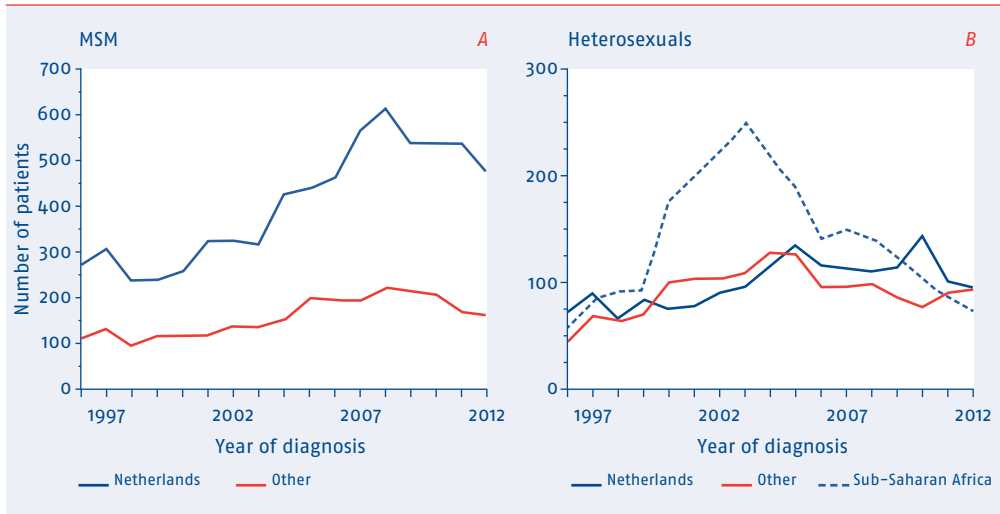 MSM A
700
600
500
400
300
200
100
0
Number of patients
1997 2002 2007 2012
Year of diagnosis
Netherlands Other
Heterosexuals B
300
200
100
0
1997 2002 2007 2012
Year of diagnosis
Netherlands Other Sub-Saharan Africa